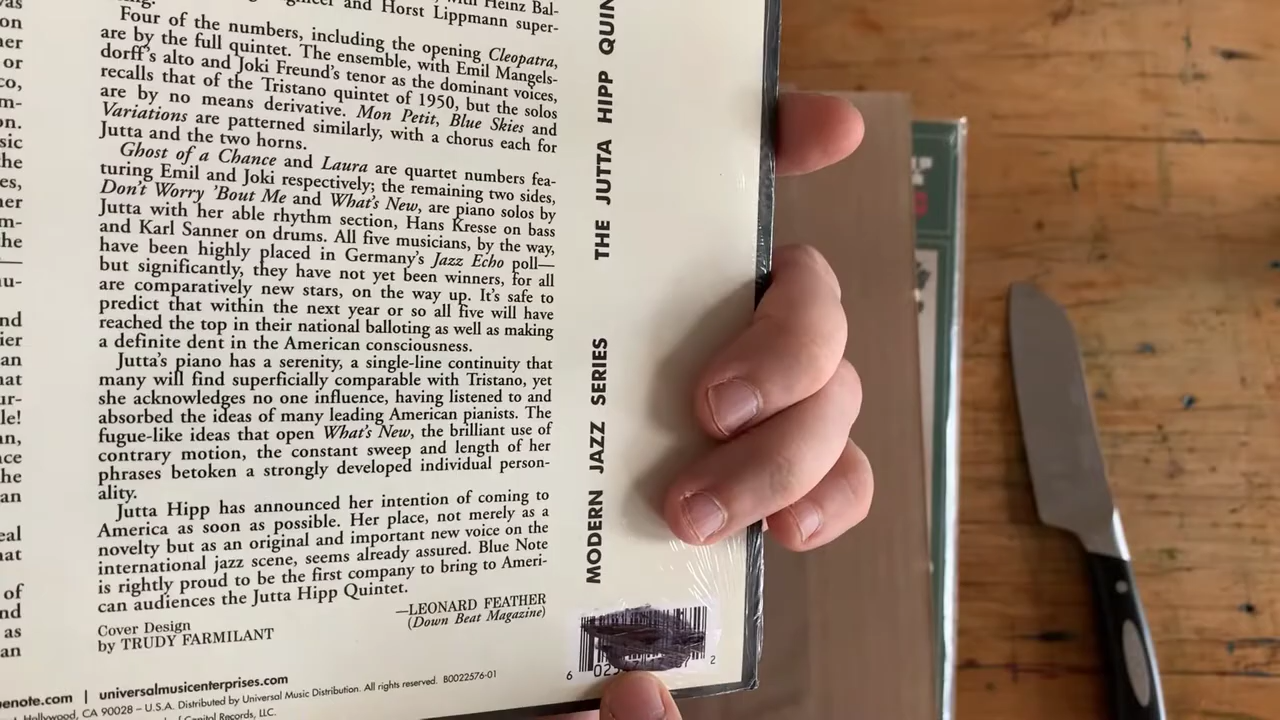 and Horst Lippmann super-
Four of the numbers, including the opening Cleopatra,
are by the full quintet. The ensemble, with Emil Mangels-
dorff's alto and Joki Freund's tenor as the dominant voices,
recalls that of the Tristano quintet of 1950, but the solos
are by no means derivative. Mon Petit, Blue Skies and
Variations are patterned similarly, with a chorus each for
Jutta and the two horns.
Ghost of a Chance and Laura are quartet numbers fea-
turing Emil and Joki respectively; the remaining two sides,
Don't Worry 'Bout Me and What's New, are piano solos by
Jutta with her able rhythm section, Hans Kresse on bass
and Karl Sanner on drums. All five musicians, by the way,
have been highly placed in Germany's Jazz Echo poll—
but significantly, they have not yet been winners, for all
are comparatively new stars, on the way up. It's safe to
predict that within the next year or so all five will have
reached the top in their national balloting as well as making
a definite dent in the American consciousness.
Jutta's piano has a serenity, a single-line continuity that
many will find superficially comparable with Tristano, yet
she acknowledges no one influence, having listened to and
absorbed the ideas of many leading American pianists. The
fugue-like ideas that open What's New, the brilliant use of
contrary motion, the constant sweep and length of her
phrases betoken a strongly developed individual person-
ality.
Jutta Hipp has announced her intention of coming to
America as soon as possible. Her place, not merely as a
novelty but as an original and important new voice on the
international jazz scene, seems already assured. Blue Note
is rightly proud to be the first company to bring to Ameri-
can audiences the Jutta Hipp Quintet.
—LEONARD FEATHER
(Down Beat Magazine)
Cover Design
by TRUDY FARMILANT
enote.com | universalmusicenterprises.com
Hollywood, CA 90028 – U.S.A. Distributed by Universal Music Distribution. All rights reserved. B0022576-01
of Capitol Records, LLC.
MODERN JAZZ SERIES THE JUTTA HIPP QUIN